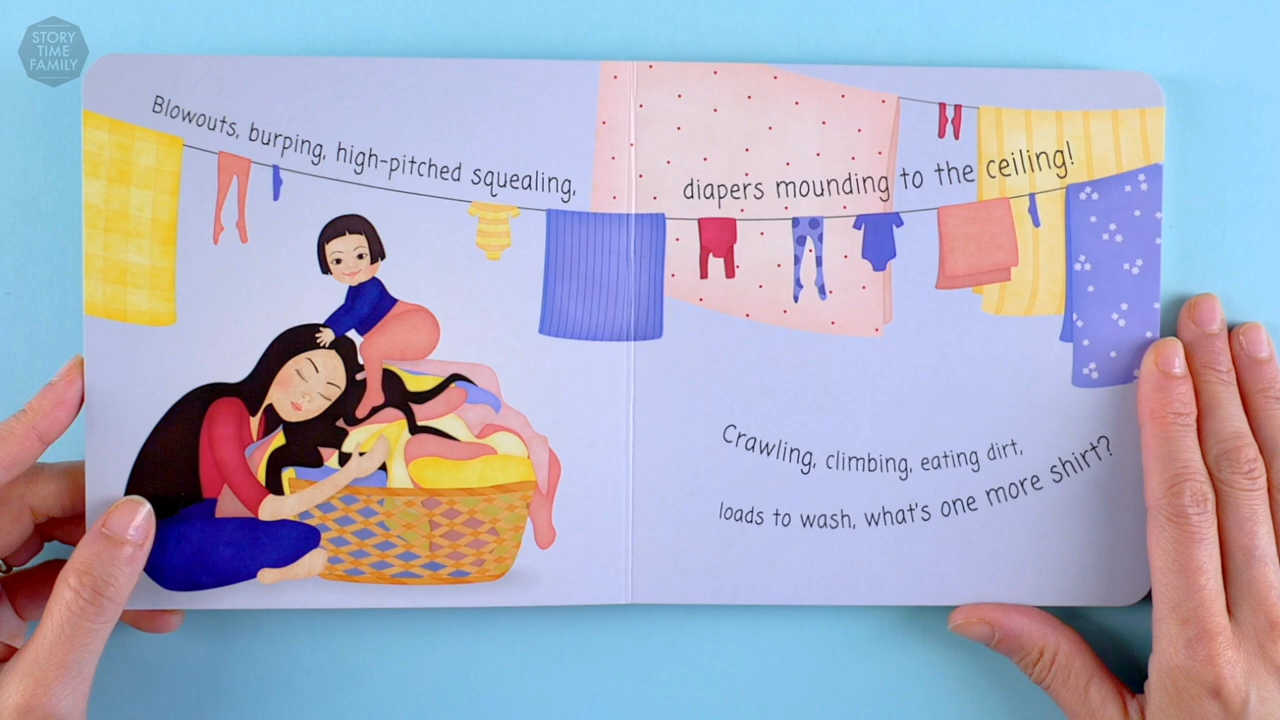 STORY
TIME
FAMILY
Blowouts, burping, high-pitched squealing,
diapers mounding to the ceiling!
Crawling, climbing, eating dirt,
loads to wash, what's one more shirt?